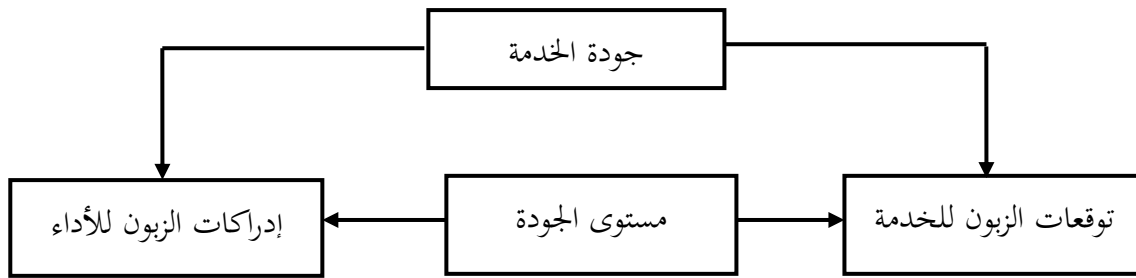 جودة الخدمة
توقعات الزبون للخدمة
مستوى الجودة
إدراكات الزبون للأداء